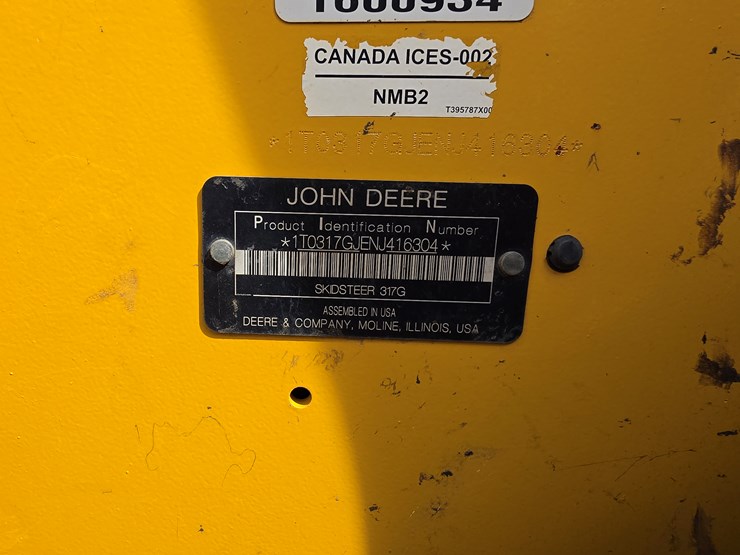 1000934
CANADA ICES-002
NMB2
T395787X00
*1T0317GJENJ416304*
JOHN DEERE
Product Identification Number
*1T0317GJENJ416304*
SKIDSTEER 317G
ASSEMBLED IN USA
DEERE & COMPANY, MOLINE, ILLINOIS, USA